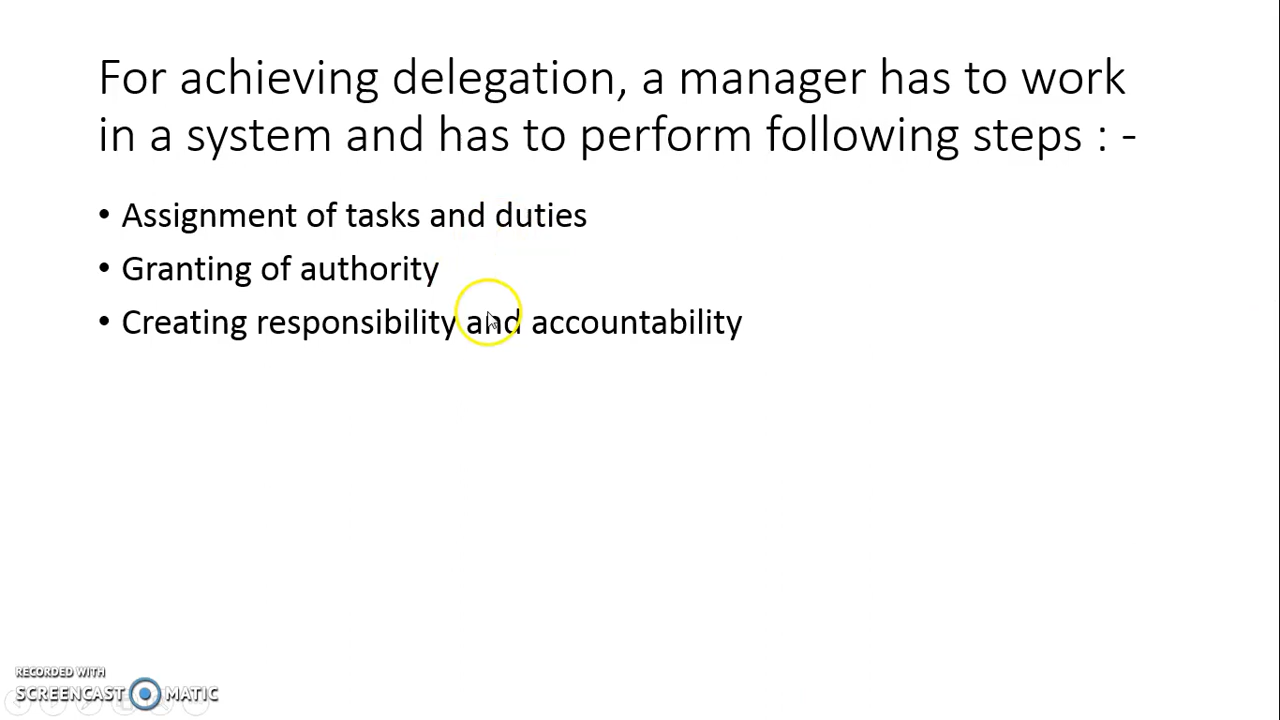 For achieving delegation, a manager has to work
in a system and has to perform following steps : -
• Assignment of tasks and duties
• Granting of authority
• Creating responsibility and accountability
RECORDED WITH
SCREENCAST MATIC